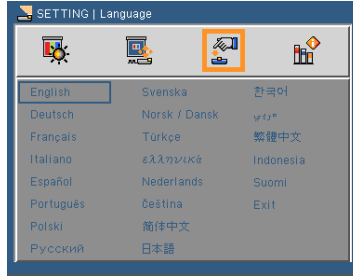 SETTING | Language
English
Deutsch
Français
Italiano
Español
Português
Polski
Русский
Svenska
Norsk / Dansk
Türkçe
ελληνικά
Nederlands
čeština
简体中文
日本語
한국어
繁體中文
Indonesia
Suomi
Exit